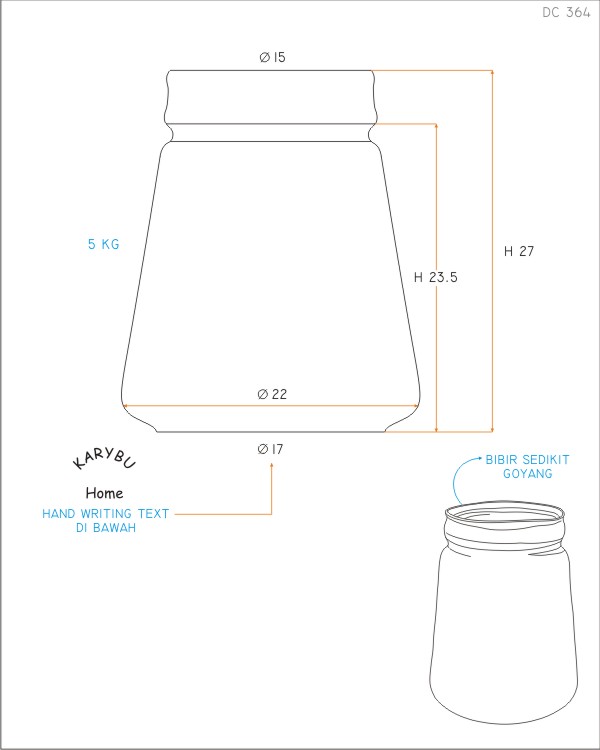 DC 364
Ø 15
5 KG
H 27
H 23.5
Ø 22
Ø 17
KARYBU
Home
HAND WRITING TEXT
DI BAWAH
BIBIR SEDIKIT
GOYANG